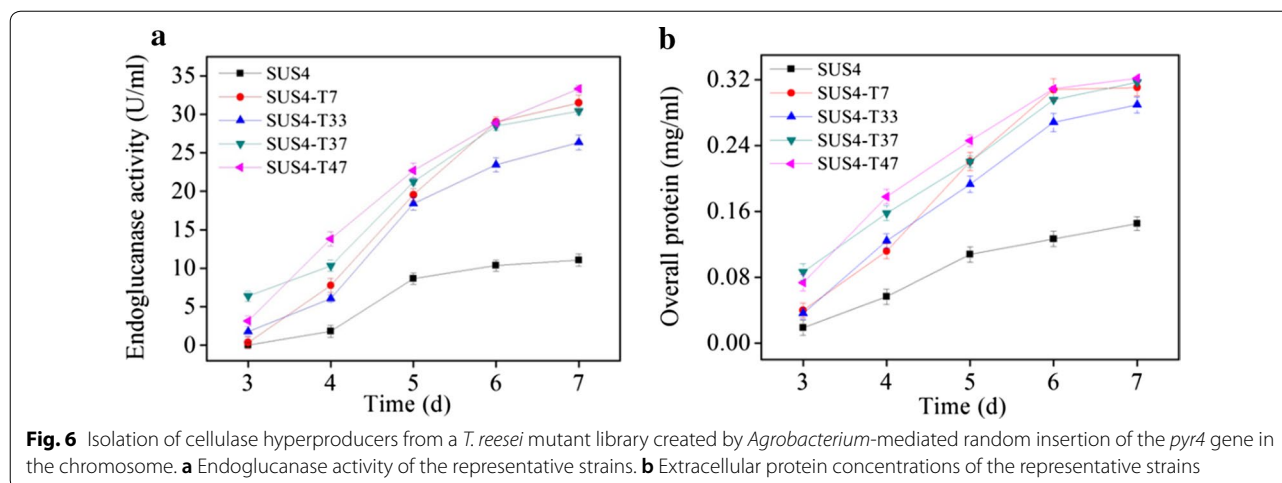 a
b
Endoglucanase activity (U/ml)
35
30
25
20
15
10
5
0
SUS4
SUS4-T7
SUS4-T33
SUS4-T37
SUS4-T47
3 4 5 6 7
Time (d)
Overall protein (mg/ml)
0.32
0.24
0.16
0.08
0.00
SUS4
SUS4-T7
SUS4-T33
SUS4-T37
SUS4-T47
3 4 5 6 7
Time (d)
Fig. 6 Isolation of cellulase hyperproducers from a T. reesei mutant library created by Agrobacterium-mediated random insertion of the pyr4 gene in
the chromosome. a Endoglucanase activity of the representative strains. b Extracellular protein concentrations of the representative strains